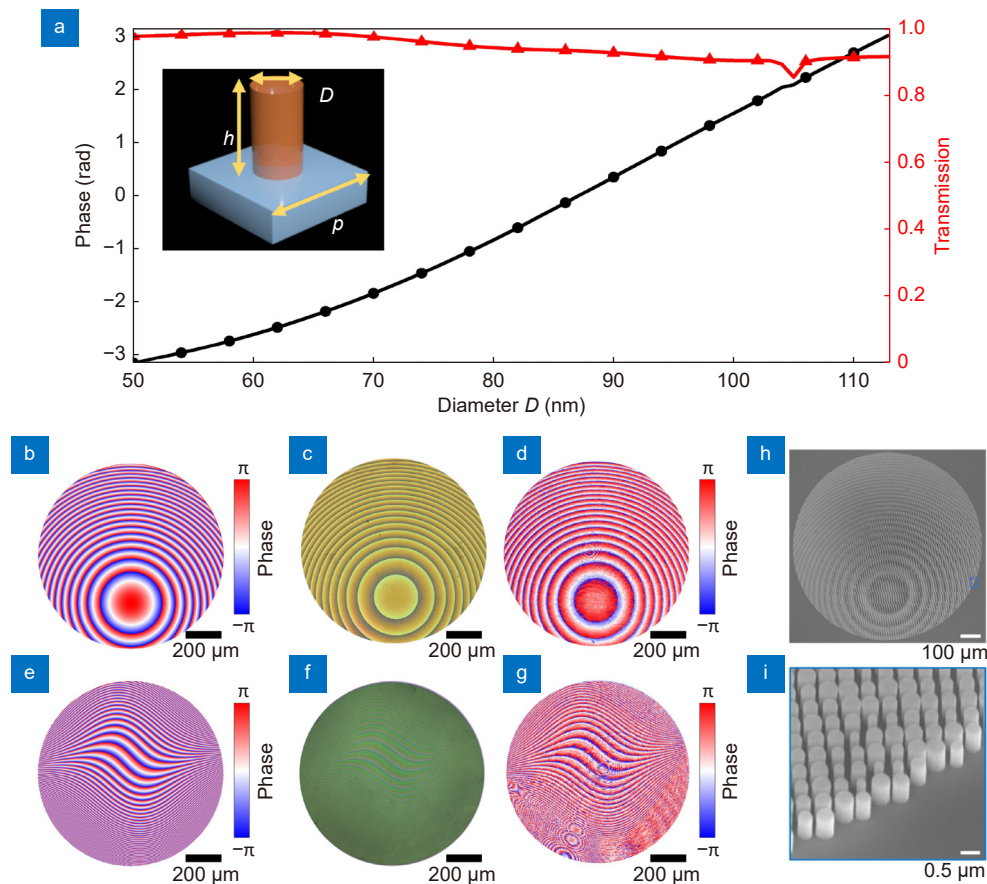 a
3
2
1
0
−1
−2
−3
Phase (rad)
1.0
0.8
0.6
0.4
0.2
0
Transmission
D
h
p
50
60
70
80
90
100
110
Diameter D (nm)
b
π
Phase
−π
200 μm
c
200 μm
d
π
Phase
−π
200 μm
h
100 μm
e
π
Phase
−π
200 μm
f
200 μm
g
π
Phase
−π
200 μm
i
0.5 μm